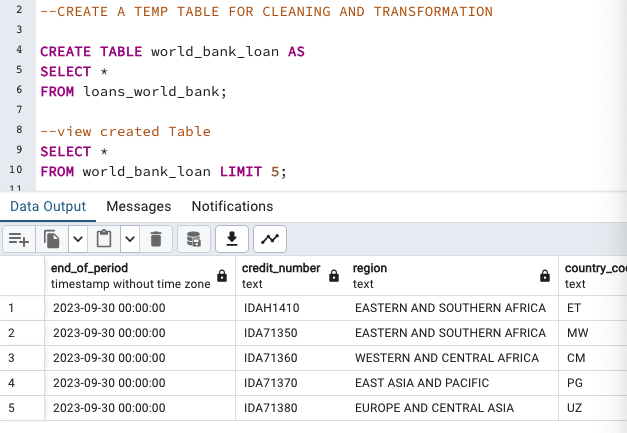 2 --CREATE A TEMP TABLE FOR CLEANING AND TRANSFORMATION
3
4 CREATE TABLE world_bank_loan AS
5 SELECT *
6 FROM loans_world_bank;
7
8 --view created Table
9 SELECT *
10 FROM world_bank_loan LIMIT 5;
11
Data Output Messages Notifications
end_of_period credit_number region country_co
timestamp without time zone text text text
1 2023-09-30 00:00:00 IDAH1410 EASTERN AND SOUTHERN AFRICA ET
2 2023-09-30 00:00:00 IDA71350 EASTERN AND SOUTHERN AFRICA MW
3 2023-09-30 00:00:00 IDA71360 WESTERN AND CENTRAL AFRICA CM
4 2023-09-30 00:00:00 IDA71370 EAST ASIA AND PACIFIC PG
5 2023-09-30 00:00:00 IDA71380 EUROPE AND CENTRAL ASIA UZ